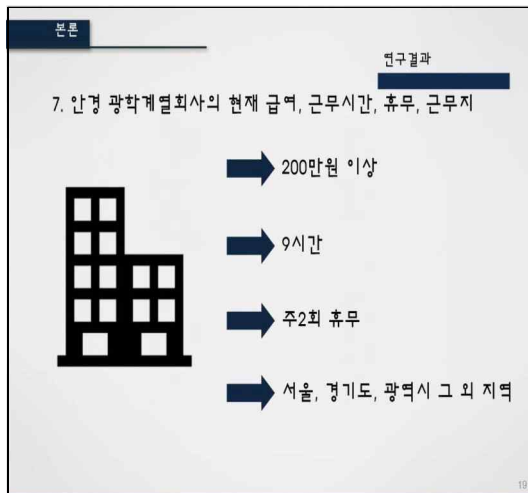 본론
연구결과
7. 안경 광학계열회사의 현재 급여, 근무시간, 휴무, 근무지
200만원 이상
9시간
주2회 휴무
서울, 경기도, 광역시 그 외 지역
19